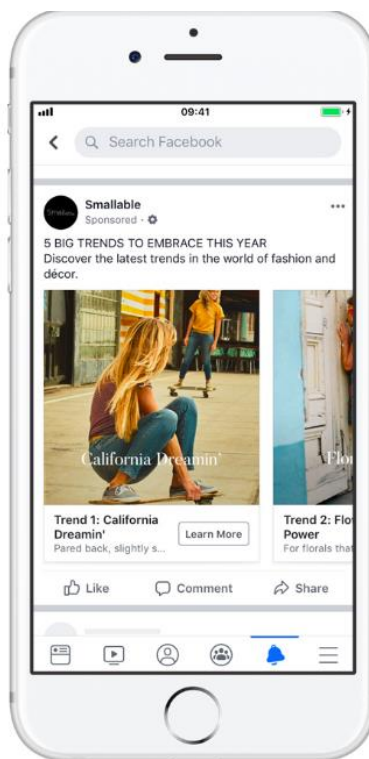 09:41
Search Facebook
Smallable
Smallable
Sponsored ·
5 BIG TRENDS TO EMBRACE THIS YEAR
Discover the latest trends in the world of fashion and
décor.
California Dreamin'
Flo
Trend 1: California
Dreamin'
Pared back, slightly s...
Learn More
Trend 2: Flo
Power
For florals that
Like
Comment
Share